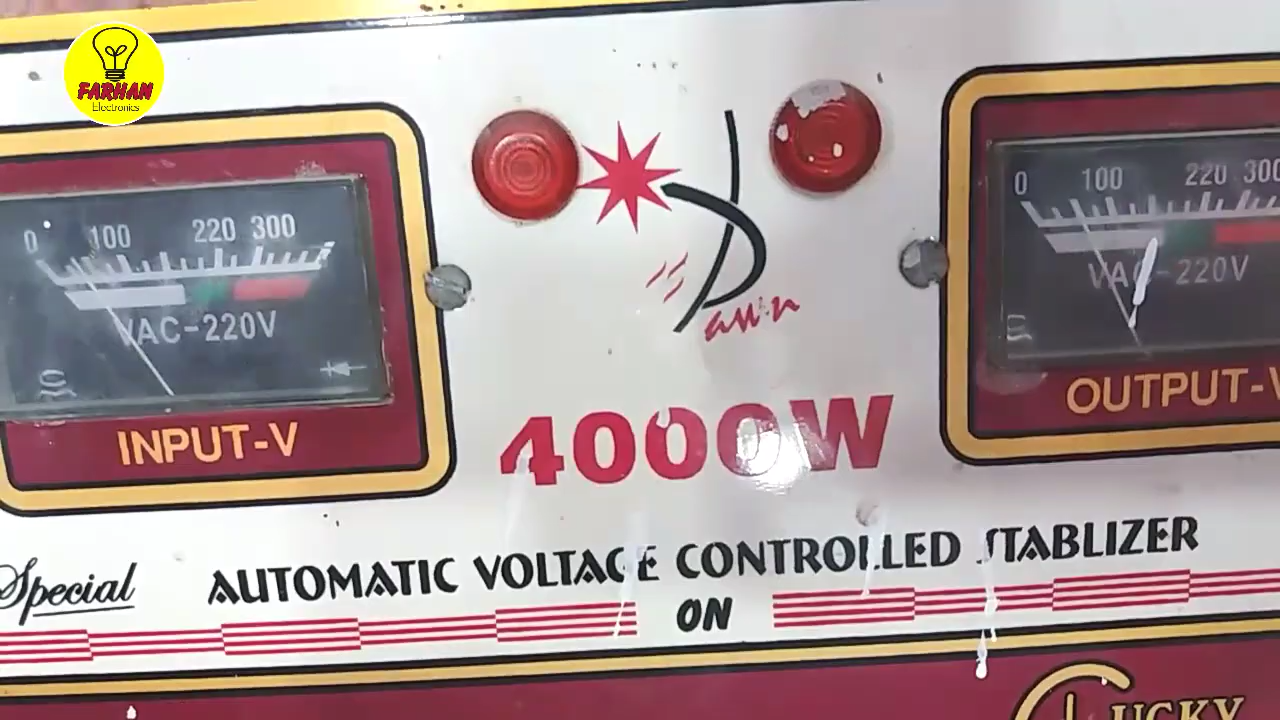 FARHAN
Electronics
0 100 220 300
VAC-220V
INPUT-V
0 100 220 300
VAC-220V
OUTPUT-V
4000W
Special
AUTOMATIC VOLTAGE CONTROLLED STABLIZER
ON
LUCKY